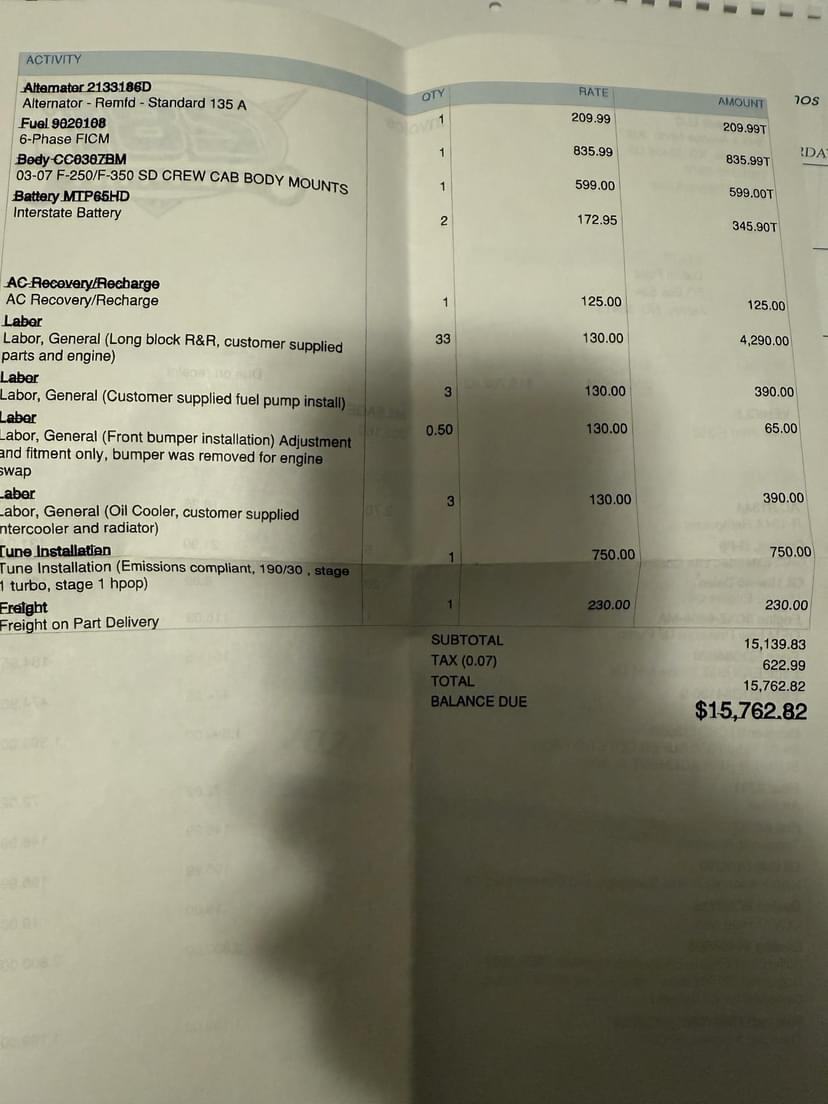 ACTIVITY QTY RATE AMOUNT
Alternator 2133186D
Alternator - Remfd - Standard 135 A 1 209.99 209.99T
Fuel 9020108
6-Phase FICM 1 835.99 835.99T
Body CC0307BM
03-07 F-250/F-350 SD CREW CAB BODY MOUNTS 1 599.00 599.00T
Battery MTP65HD
Interstate Battery 2 172.95 345.90T
AC Recovery/Recharge
AC Recovery/Recharge 1 125.00 125.00
Labor
Labor, General (Long block R&R, customer supplied 33 130.00 4,290.00
parts and engine)
Labor
Labor, General (Customer supplied fuel pump install) 3 130.00 390.00
Labor
Labor, General (Front bumper installation) Adjustment 0.50 130.00 65.00
and fitment only, bumper was removed for engine
swap
Labor
Labor, General (Oil Cooler, customer supplied 3 130.00 390.00
ntercooler and radiator)
Tune Installation
Tune Installation (Emissions compliant, 190/30 , stage 1 750.00 750.00
1 turbo, stage 1 hpop)
Freight
Freight on Part Delivery 1 230.00 230.00
SUBTOTAL 15,139.83
TAX (0.07) 622.99
TOTAL 15,762.82
BALANCE DUE $15,762.82